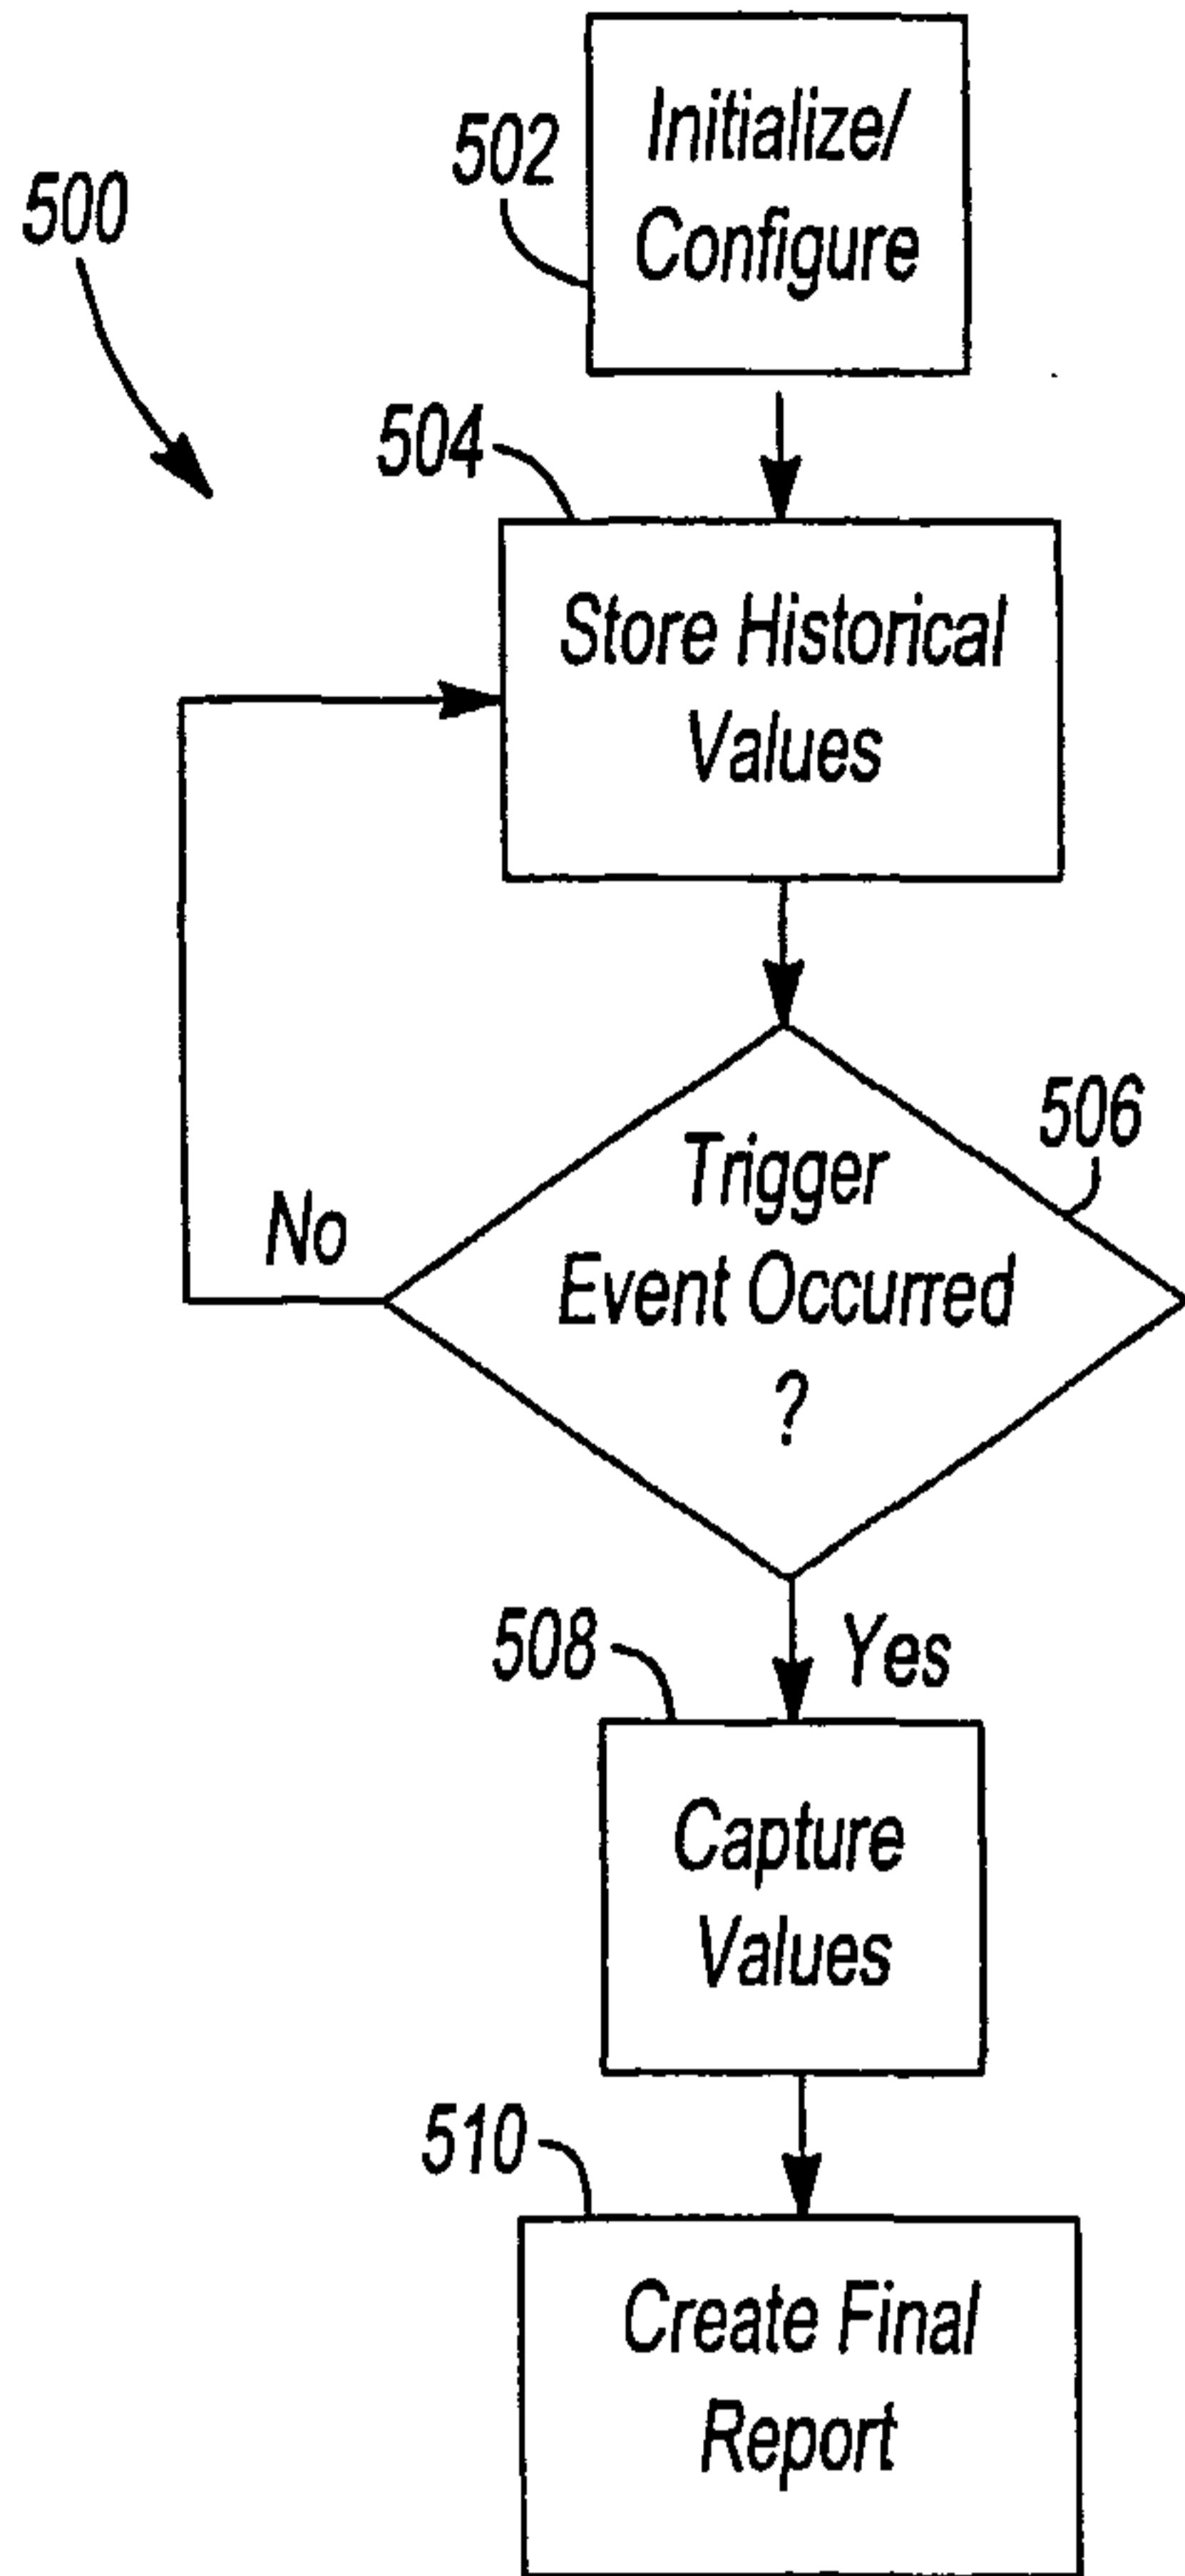 502
Initialize/
Configure
500
504
Store Historical
Values
506
Trigger
Event Occurred
?
No
Yes
508
Capture
Values
510
Create Final
Report